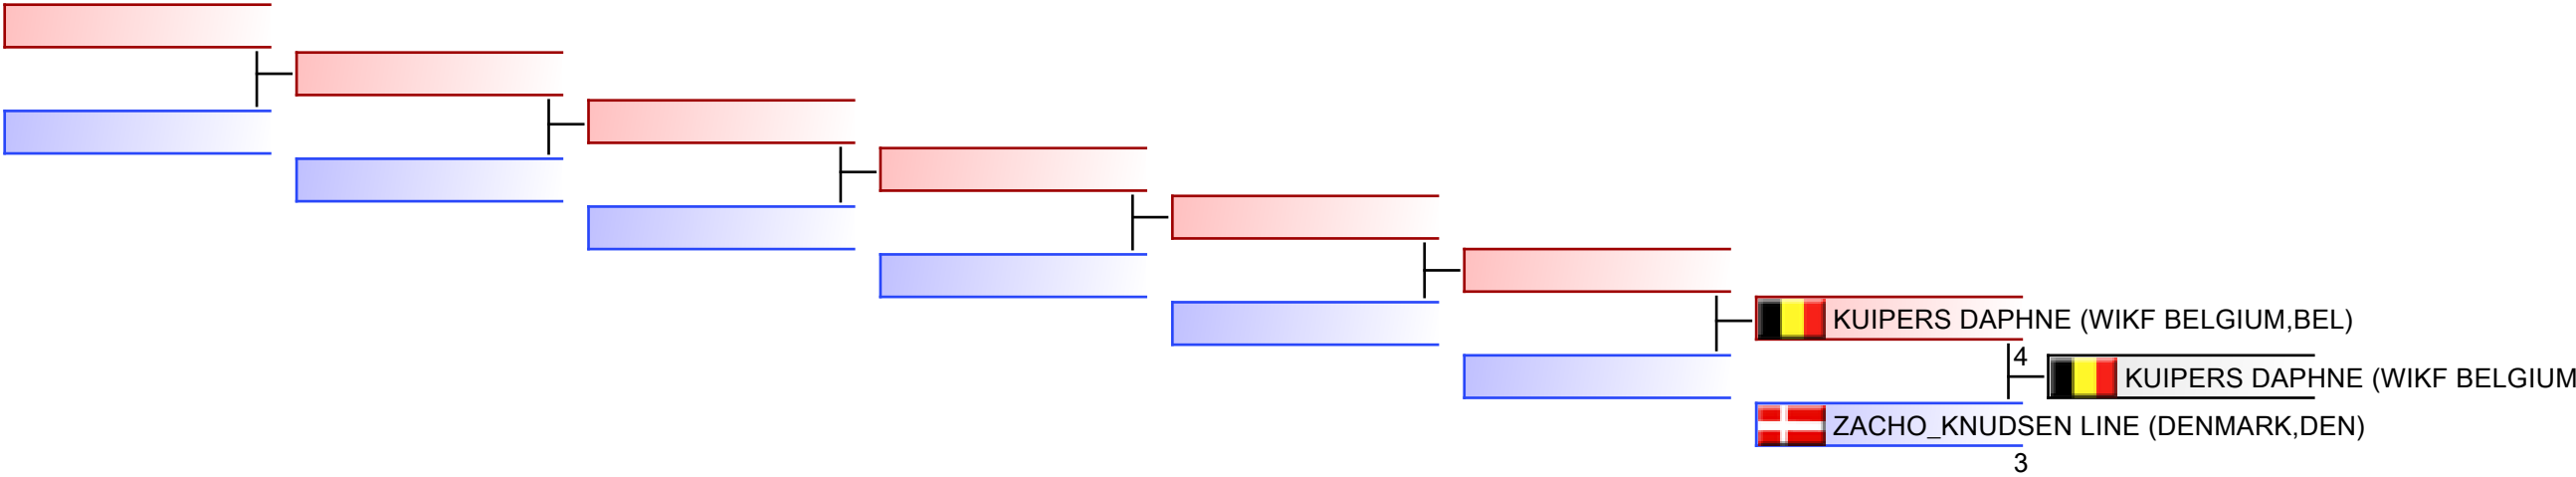 KUIPERS DAPHNE (WIKF BELGIUM,BEL)
4
KUIPERS DAPHNE (WIKF BELGIUM
ZACHO_KNUDSEN LINE (DENMARK,DEN)
3